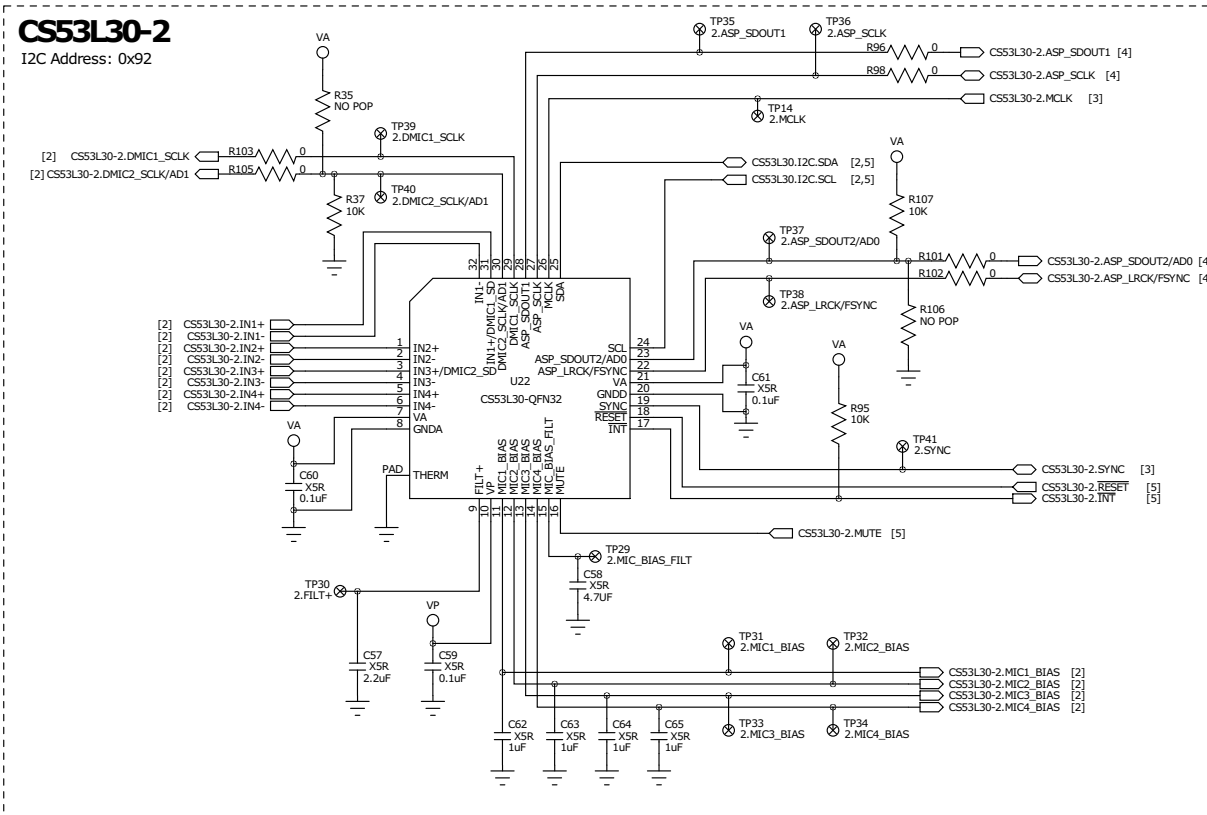 CS53L30-2
I2C Address: 0x92
VA
R35
NO POP
TP39
2.DMIC1_SCLK
[2] CS53L30-2.DMIC1_SCLK R103 0
[2] CS53L30-2.DMIC2_SCLK/AD1 R105 0
R37
10K
TP40
2.DMIC2_SCLK/AD1
TP35
2.ASP_SDOUT1
TP36
2.ASP_SCLK
R96 0 CS53L30-2.ASP_SDOUT1 [4]
R98 0 CS53L30-2.ASP_SCLK [4]
CS53L30-2.MCLK [3]
TP14
2.MCLK
VA
CS53L30.I2C.SDA [2,5]
CS53L30.I2C.SCL [2,5]
R107
10K
TP37
2.ASP_SDOUT2/AD0
R101 0 CS53L30-2.ASP_SDOUT2/AD0 [4
R102 0 CS53L30-2.ASP_LRCK/FSYNC [4
TP38
2.ASP_LRCK/FSYNC
R106
NO POP
32 31 30 29 28 27 26 25
IN1-
IN1+/DMIC1_SD
DMIC2_SCLK/AD1
DMIC1_SCLK
ASP_SDOUT1
ASP_SCLK
MCLK
SDA
[2] CS53L30-2.IN1+
[2] CS53L30-2.IN1-
[2] CS53L30-2.IN2+ 1 IN2+
[2] CS53L30-2.IN2- 2 IN2-
[2] CS53L30-2.IN3+ 3 IN3+/DMIC2_SD
[2] CS53L30-2.IN3- 4 IN3-
[2] CS53L30-2.IN4+ 5 IN4+
[2] CS53L30-2.IN4- 6 IN4-
7 VA
8 GNDA
U22
CS53L30-QFN32
SCL 24
ASP_SDOUT2/AD0 23
ASP_LRCK/FSYNC 22
VA 21
GNDD 20
SYNC 19
RESET 18
INT 17
VA
C61
X5R
0.1uF
VA
R95
10K
TP41
2.SYNC
CS53L30-2.SYNC [3]
CS53L30-2.RESET [5]
CS53L30-2.INT [5]
VA
C60
X5R
0.1uF
PAD THERM
FILT+
VP
MIC1_BIAS
MIC2_BIAS
MIC3_BIAS
MIC4_BIAS
MIC_BIAS_FILT
MUTE
9 10 11 12 13 14 15 16
CS53L30-2.MUTE [5]
TP29
2.MIC_BIAS_FILT
C58
X5R
4.7UF
TP30
2.FILT+
VP
C57
X5R
2.2uF
C59
X5R
0.1uF
TP31
2.MIC1_BIAS
TP32
2.MIC2_BIAS
CS53L30-2.MIC1_BIAS [2]
CS53L30-2.MIC2_BIAS [2]
CS53L30-2.MIC3_BIAS [2]
CS53L30-2.MIC4_BIAS [2]
TP33
2.MIC3_BIAS
TP34
2.MIC4_BIAS
C62
X5R
1uF
C63
X5R
1uF
C64
X5R
1uF
C65
X5R
1uF